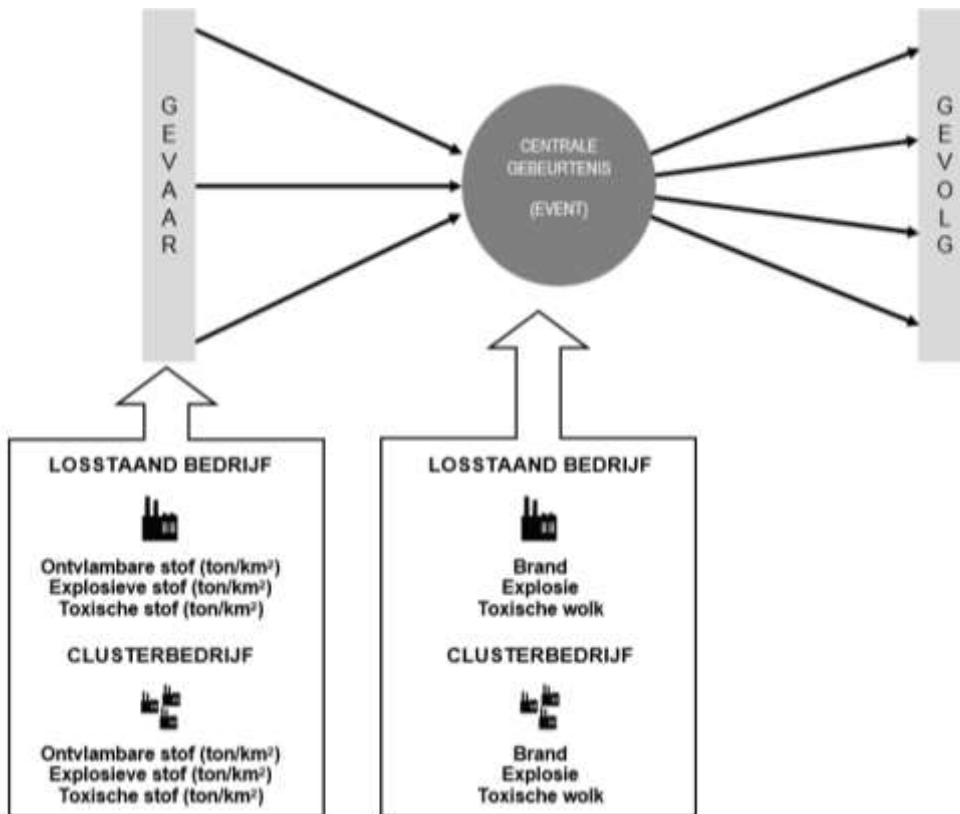 GEVAAR
CENTRALE
GEBEURTENIS
(EVENT)
GEVOLG
LOSSTAAND BEDRIJF
Ontvlambare stof (ton/km²)
Explosieve stof (ton/km²)
Toxische stof (ton/km²)
CLUSTERBEDRIJF
Ontvlambare stof (ton/km²)
Explosieve stof (ton/km²)
Toxische stof (ton/km²)
LOSSTAAND BEDRIJF
Brand
Explosie
Toxische wolk
CLUSTERBEDRIJF
Brand
Explosie
Toxische wolk